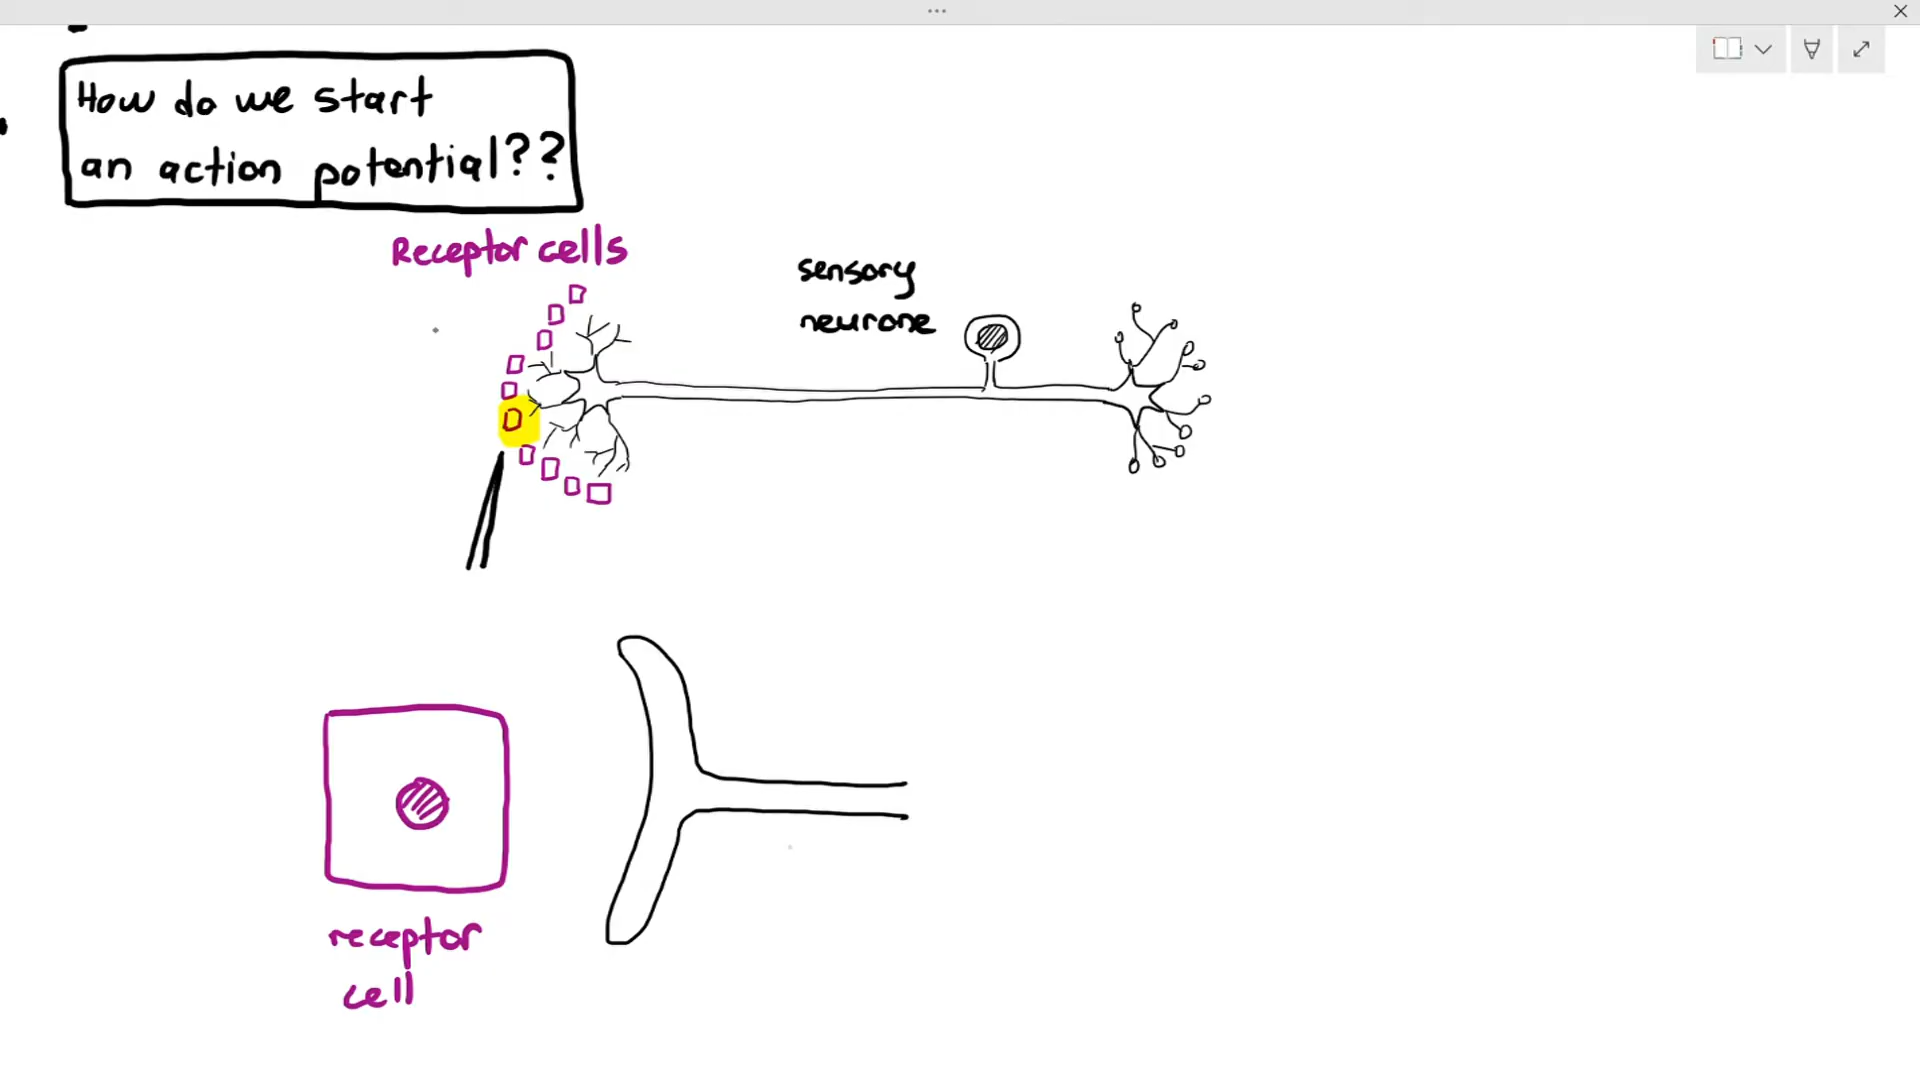 How do we start
an action potential??
Receptor cells
sensory
neurone
receptor
cell